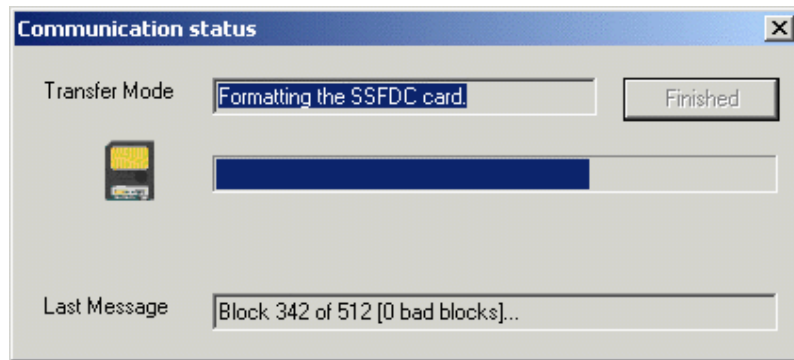 Communication status
Transfer Mode
Formatting the SSFDC card.
Finished
Last Message
Block 342 of 512 [0 bad blocks]...